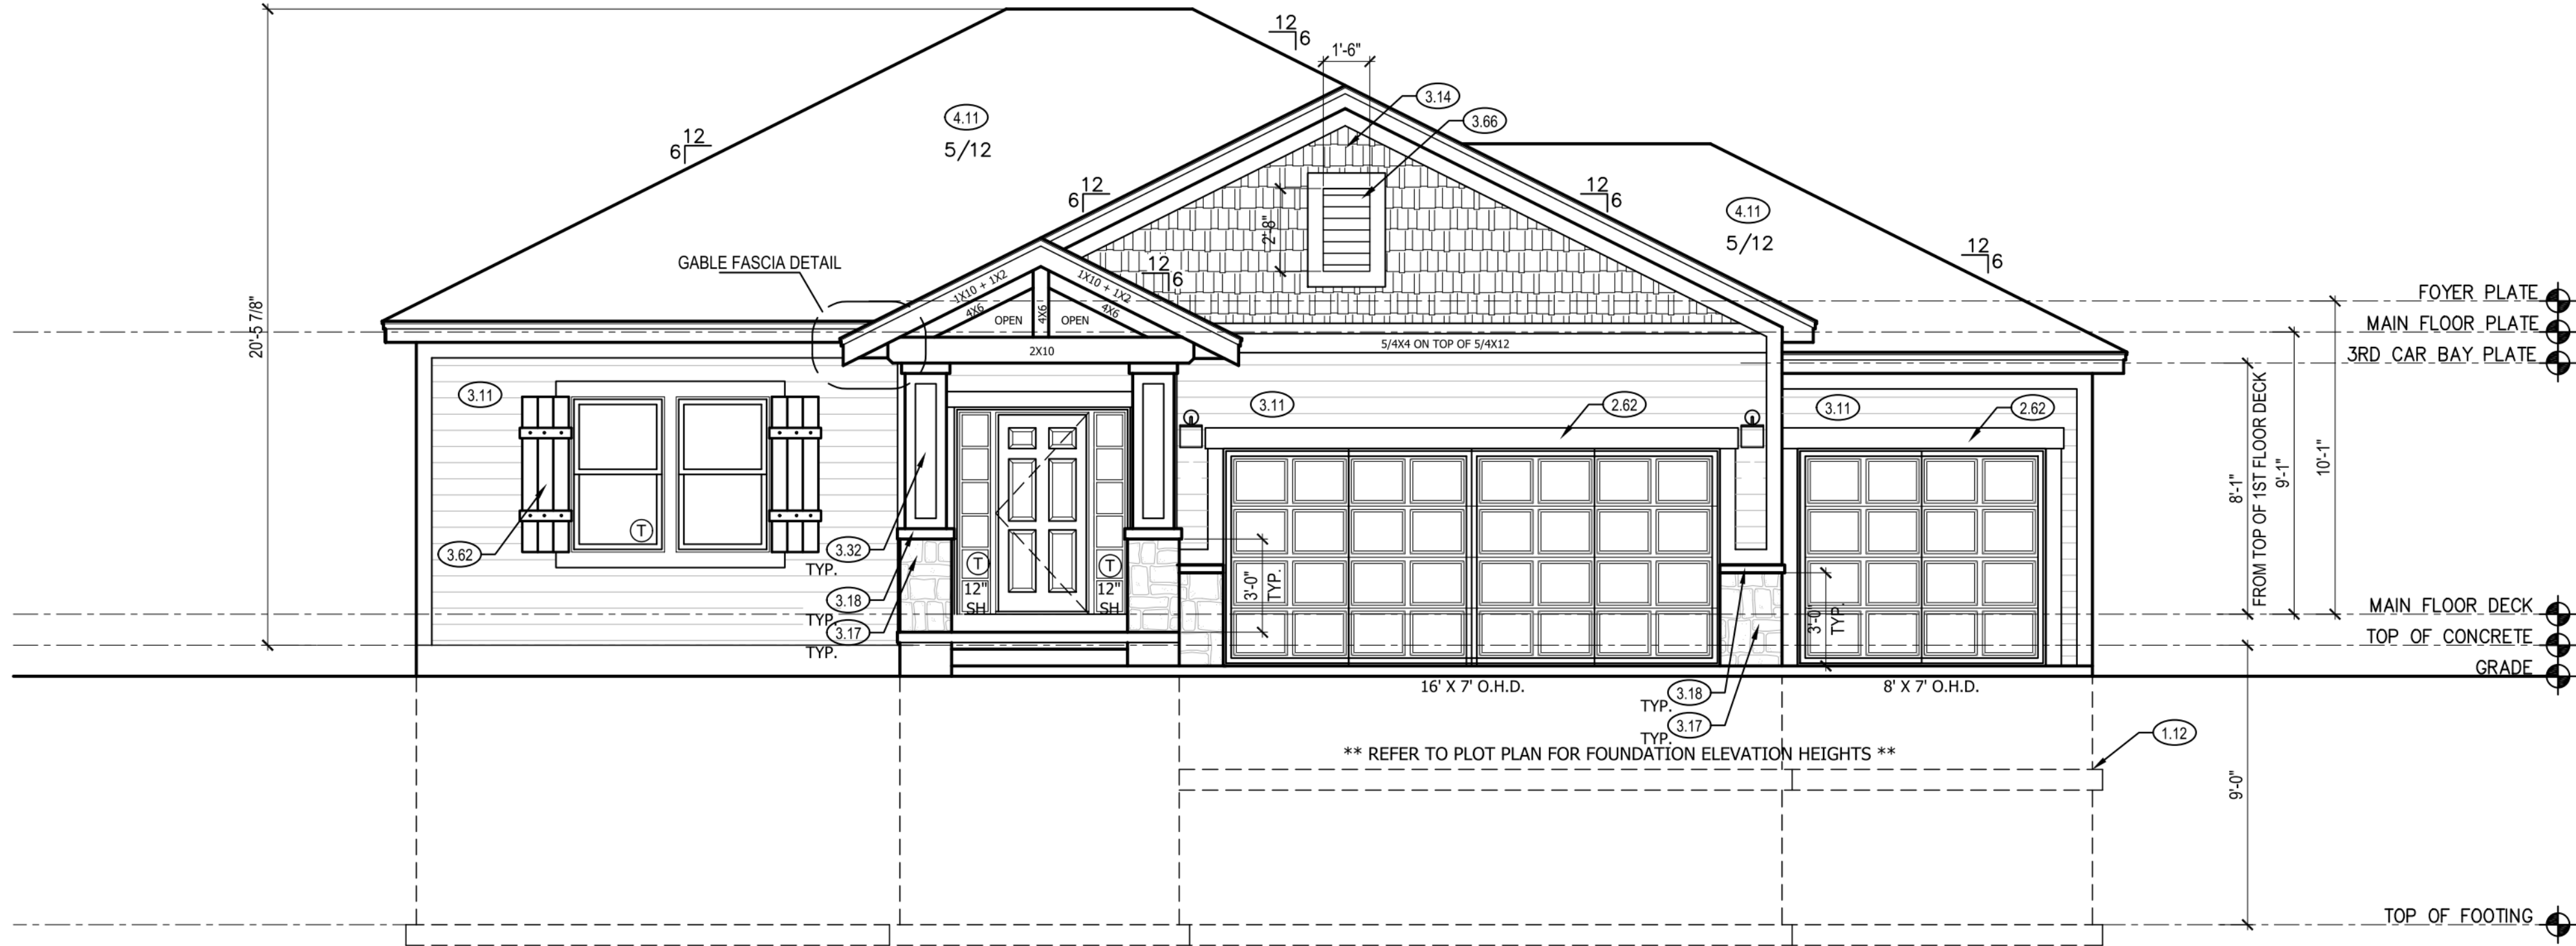 12
6
1'-6"
3.14
3.66
4.11
5/12
12
6
12
6
12
6
4.11
5/12
2'-8"
12
6
12
6
GABLE FASCIA DETAIL
1X10 + 1X2
1X10 + 1X2
4X6
4X6
4X6
OPEN
OPEN
2X10
5/4X4 ON TOP OF 5/4X12
20'-5 7/8"
FOYER PLATE
MAIN FLOOR PLATE
3RD CAR BAY PLATE
3.11
3.11
2.62
3.11
2.62
8'-1"
FROM TOP OF 1ST FLOOR DECK
9'-1"
10'-1"
T
3.62
3.32
TYP.
3.18
TYP.
3.17
TYP.
T
12"
SH
T
12"
SH
3'-0"
TYP.
3'-0"
TYP.
MAIN FLOOR DECK
TOP OF CONCRETE
GRADE
16' X 7' O.H.D.
8' X 7' O.H.D.
3.18
TYP.
3.17
TYP.
** REFER TO PLOT PLAN FOR FOUNDATION ELEVATION HEIGHTS **
1.12
9'-0"
TOP OF FOOTING